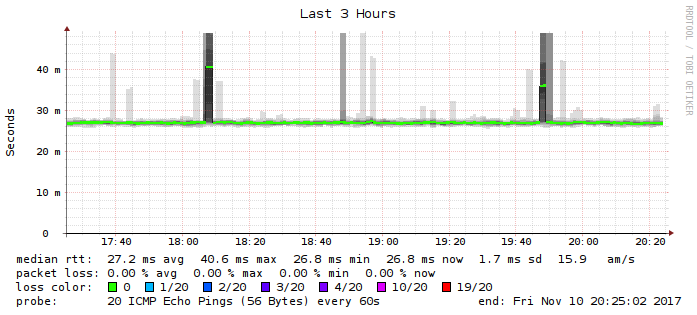 Last 3 Hours
RRDTOOL / TOBI OETIKER
Seconds
40 m
30 m
20 m
10 m
0
17:40 18:00 18:20 18:40 19:00 19:20 19:40 20:00 20:20
median rtt: 27.2 ms avg 40.6 ms max 26.8 ms min 26.8 ms now 1.7 ms sd 15.9 am/s
packet loss: 0.00 % avg 0.00 % max 0.00 % min 0.00 % now
loss color: 0 1/20 2/20 3/20 4/20 10/20 19/20
probe: 20 ICMP Echo Pings (56 Bytes) every 60s end: Fri Nov 10 20:25:02 2017